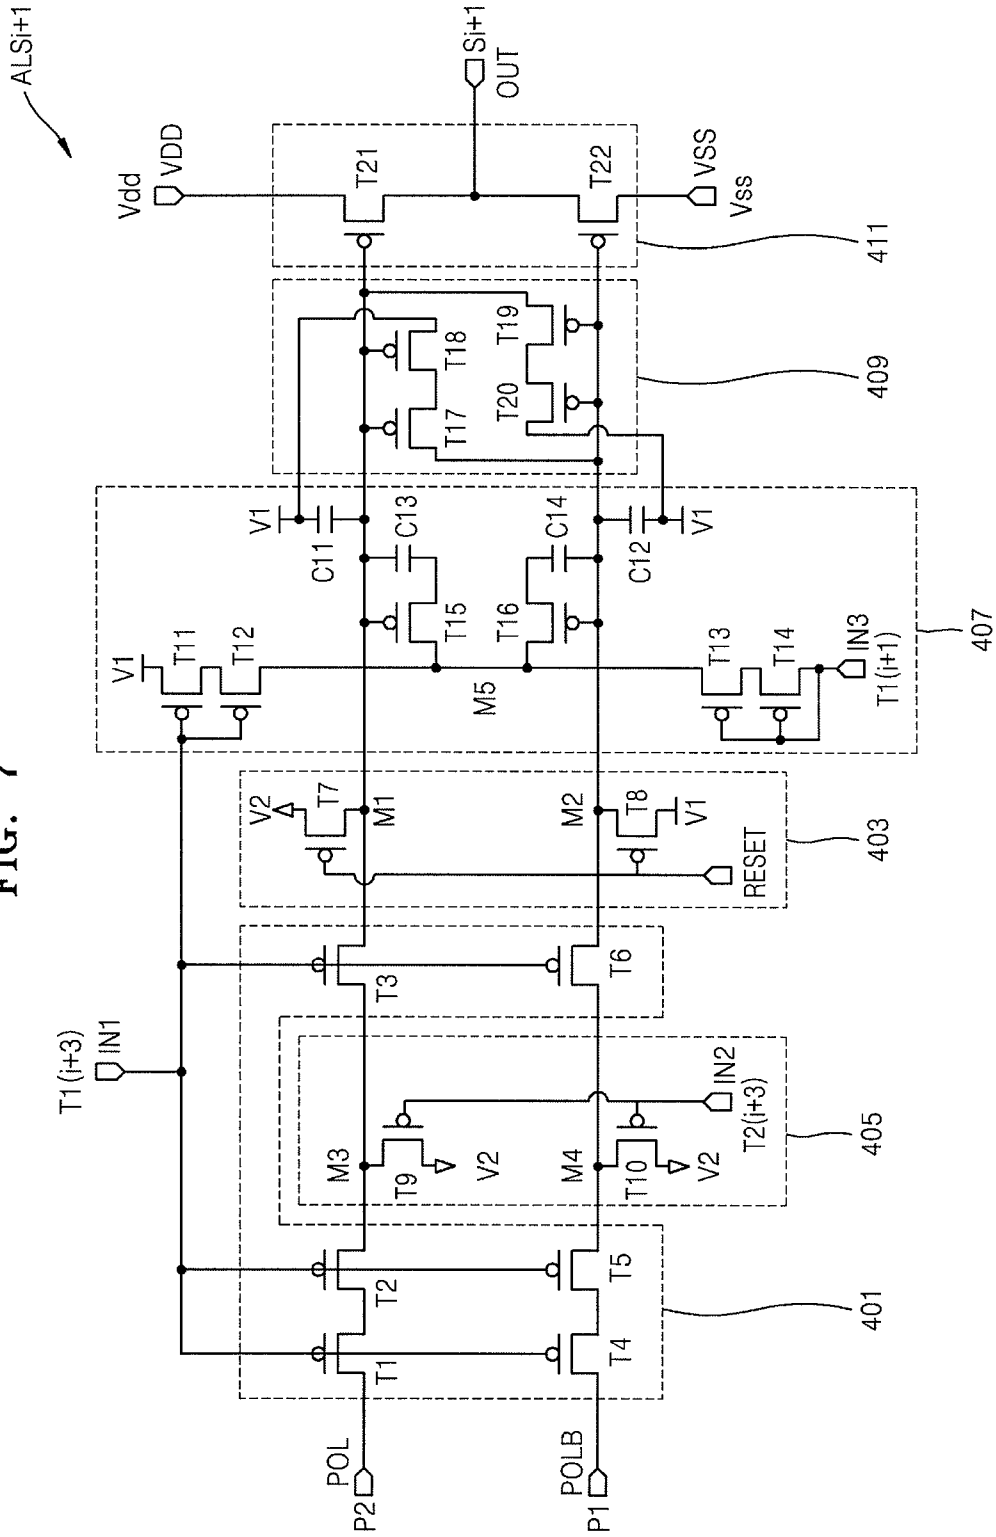 FIG. 7
ALSi+1
T1(i+3)
IN1
POL
P2
POLB
P1
T1
T2
T3
T4
T5
T6
401
M3
T9
V2
M4
T10
V2
IN2
T2(i+3)
405
V2
T7
M1
M2
T8
V1
RESET
403
V1
T11
T12
M5
T15
T16
C13
C14
V1
C11
C12
V1
T13
T14
IN3
T1(i+1)
407
T17
T18
T19
T20
409
Vdd
VDD
T21
T22
Si+1
OUT
VSS
Vss
411